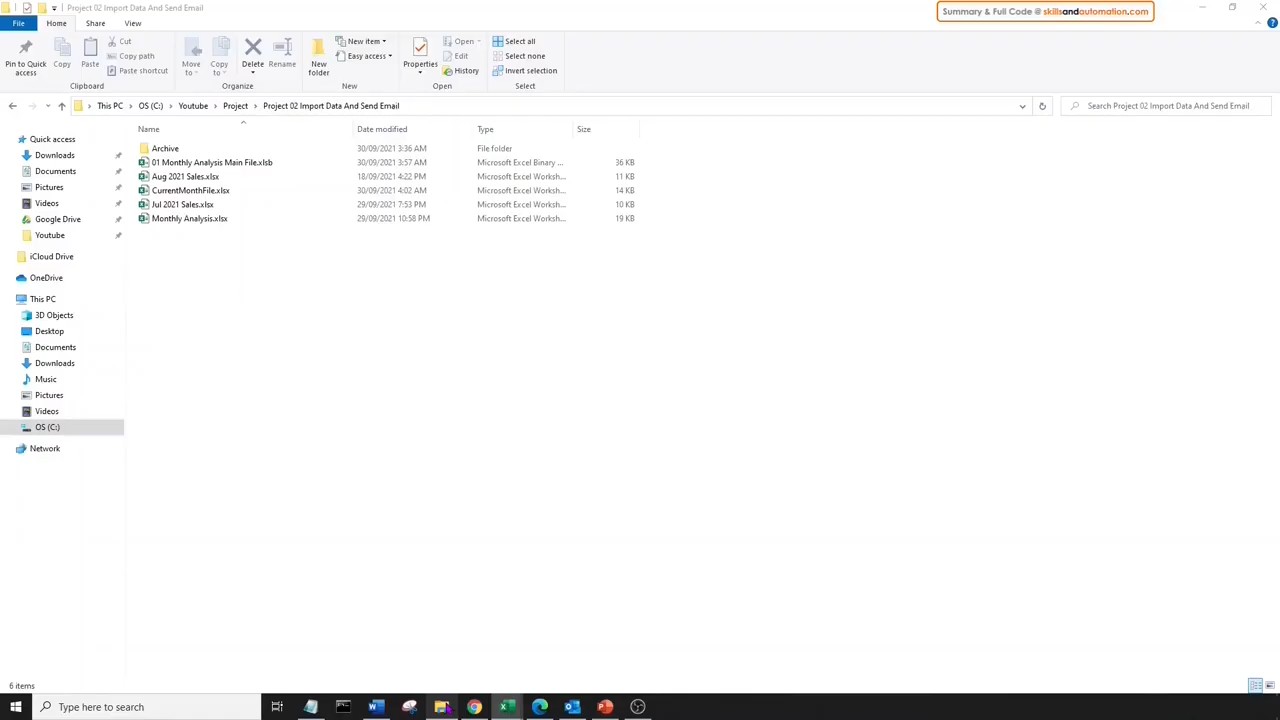 Project 02 Import Data And Send Email
Summary & Full Code @ skillsandautomation.com
File Home Share View
Pin to Quick access
Copy
Paste
Cut
Copy path
Paste shortcut
Clipboard
Move to
Copy to
Delete
Rename
Organize
New folder
New item
Easy access
New
Properties
Open
Edit
History
Open
Select all
Select none
Invert selection
Select
This PC > OS (C:) > Youtube > Project > Project 02 Import Data And Send Email
Search Project 02 Import Data And Send Email
Quick access
Downloads
Documents
Pictures
Videos
Google Drive
Youtube
iCloud Drive
OneDrive
This PC
3D Objects
Desktop
Documents
Downloads
Music
Pictures
Videos
OS (C:)
Network
Name Date modified Type Size
Archive 30/09/2021 3:36 AM File folder
01 Monthly Analysis Main File.xlsb 30/09/2021 3:57 AM Microsoft Excel Binary ... 36 KB
Aug 2021 Sales.xlsx 18/09/2021 4:22 PM Microsoft Excel Worksh... 11 KB
CurrentMonthFile.xlsx 30/09/2021 4:02 AM Microsoft Excel Worksh... 14 KB
Jul 2021 Sales.xlsx 29/09/2021 7:53 PM Microsoft Excel Worksh... 10 KB
Monthly Analysis.xlsx 29/09/2021 10:58 PM Microsoft Excel Worksh... 19 KB
6 items
Type here to search